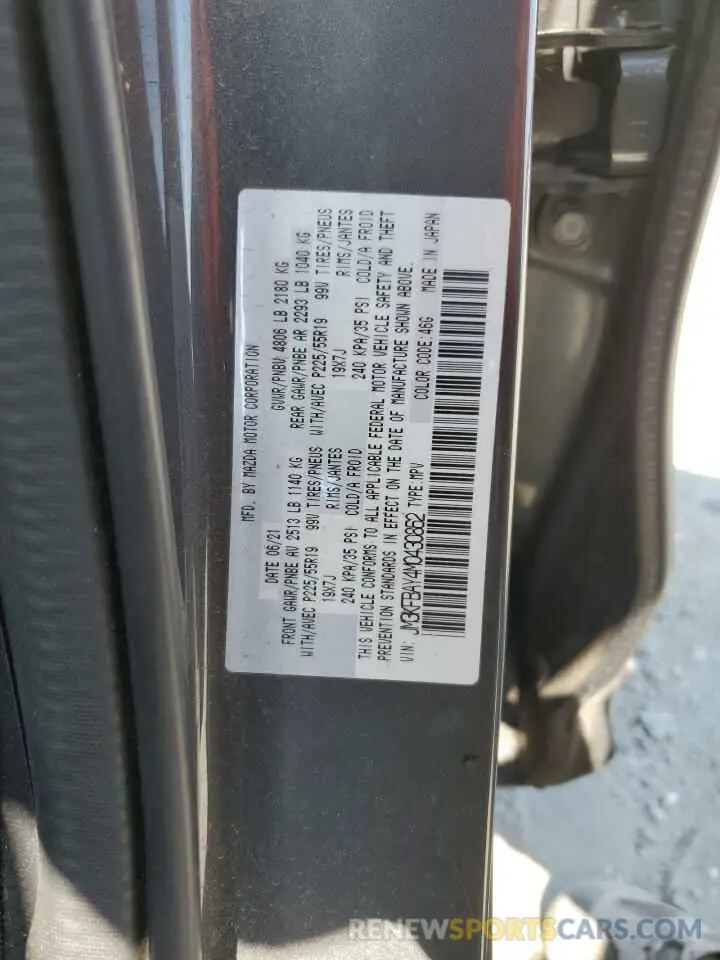 MFD. BY MAZDA MOTOR CORPORATION
DATE 06/21 GVWR/PNBV 4806 LB 2180 KG
FRONT GAWR/PNBE AV 2513 LB 1140 KG REAR GAWR/PNBE AR 2293 LB 1040 KG
WITH/AVEC P225/55R19 99V TIRES/PNEUS WITH/AVEC P225/55R19 99V TIRES/PNEUS
19X7J RIMS/JANTES 19X7J RIMS/JANTES
240 KPA/35 PSI COLD/A FROID 240 KPA/35 PSI COLD/A FROID
THIS VEHICLE CONFORMS TO ALL APPLICABLE FEDERAL MOTOR VEHICLE SAFETY AND THEFT
PREVENTION STANDARDS IN EFFECT ON THE DATE OF MANUFACTURE SHOWN ABOVE.
VIN: JM3KFBAY4M0430862 TYPE:MPV COLOR CODE:46G MADE IN JAPAN
RENEWSPORTSCARS.COM